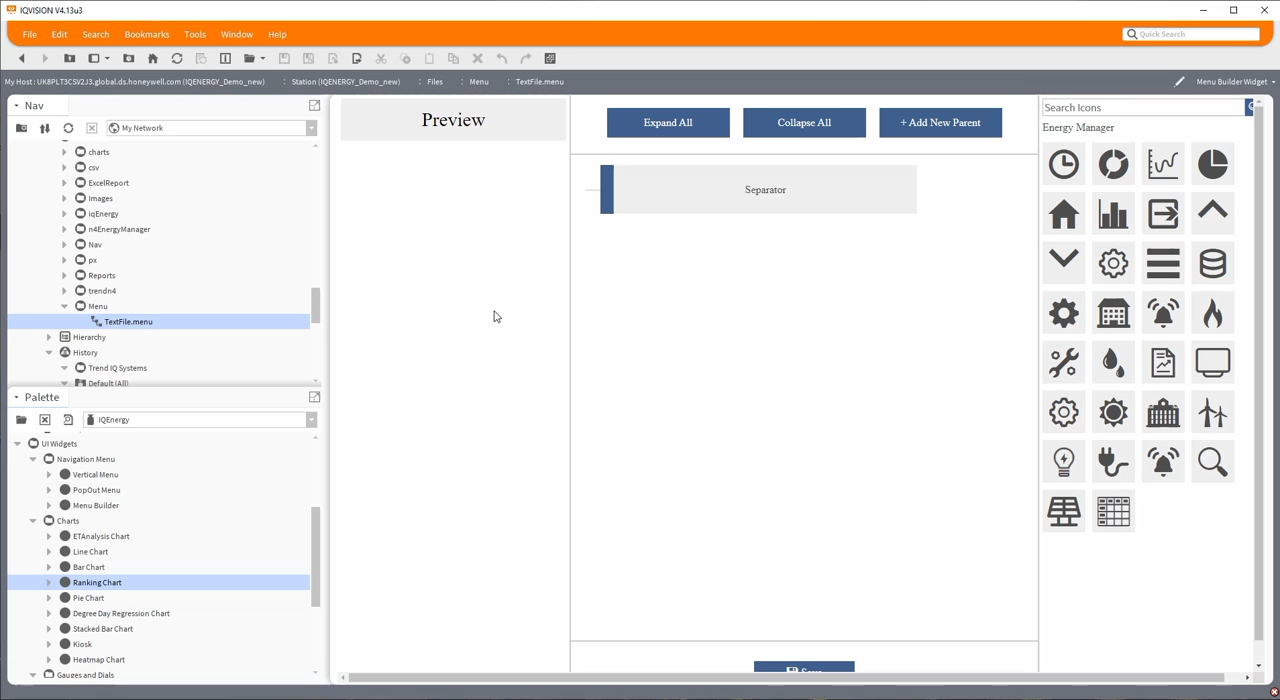 IQVISION V4.13u3
File Edit Search Bookmarks Tools Window Help
Quick Search
My Host : UK8PLT3CSV2J3.global.ds.honeywell.com (IQENERGY_Demo_new) : Station (IQENERGY_Demo_new) : Files : Menu : TextFile.menu
Menu Builder Widget
Nav
My Network
charts
csv
ExcelReport
Images
iqEnergy
n4EnergyManager
Nav
px
Reports
trendn4
Menu
TextFile.menu
Hierarchy
History
Trend IQ Systems
Default (All)
Palette
IQEnergy
UI Widgets
Navigation Menu
Vertical Menu
PopOut Menu
Menu Builder
Charts
ETAnalysis Chart
Line Chart
Bar Chart
Ranking Chart
Pie Chart
Degree Day Regression Chart
Stacked Bar Chart
Kiosk
Heatmap Chart
Gauges and Dials
Preview
Expand All
Collapse All
+ Add New Parent
Separator
Save
Search Icons
Energy Manager